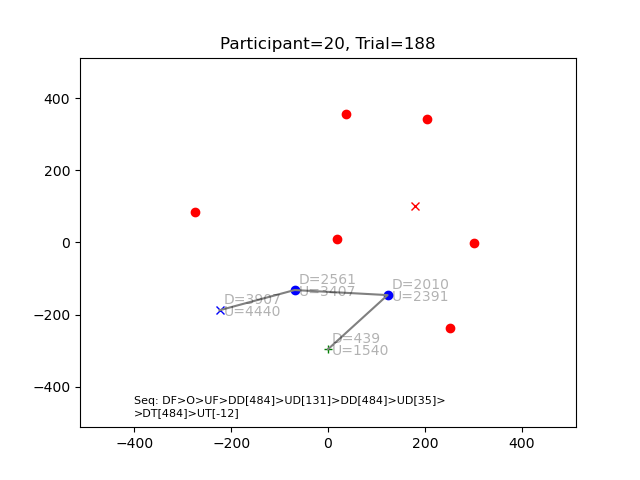 Participant=20, Trial=188
400
200
0
−200
−400
D=2561
U=3407
D=2010
U=2391
D=3907
U=4440
D=439
U=1540
Seq: DF>O>UF>DD[484]>UD[131]>DD[484]>UD[35]>
>DT[484]>UT[-12]
−400
−200
0
200
400